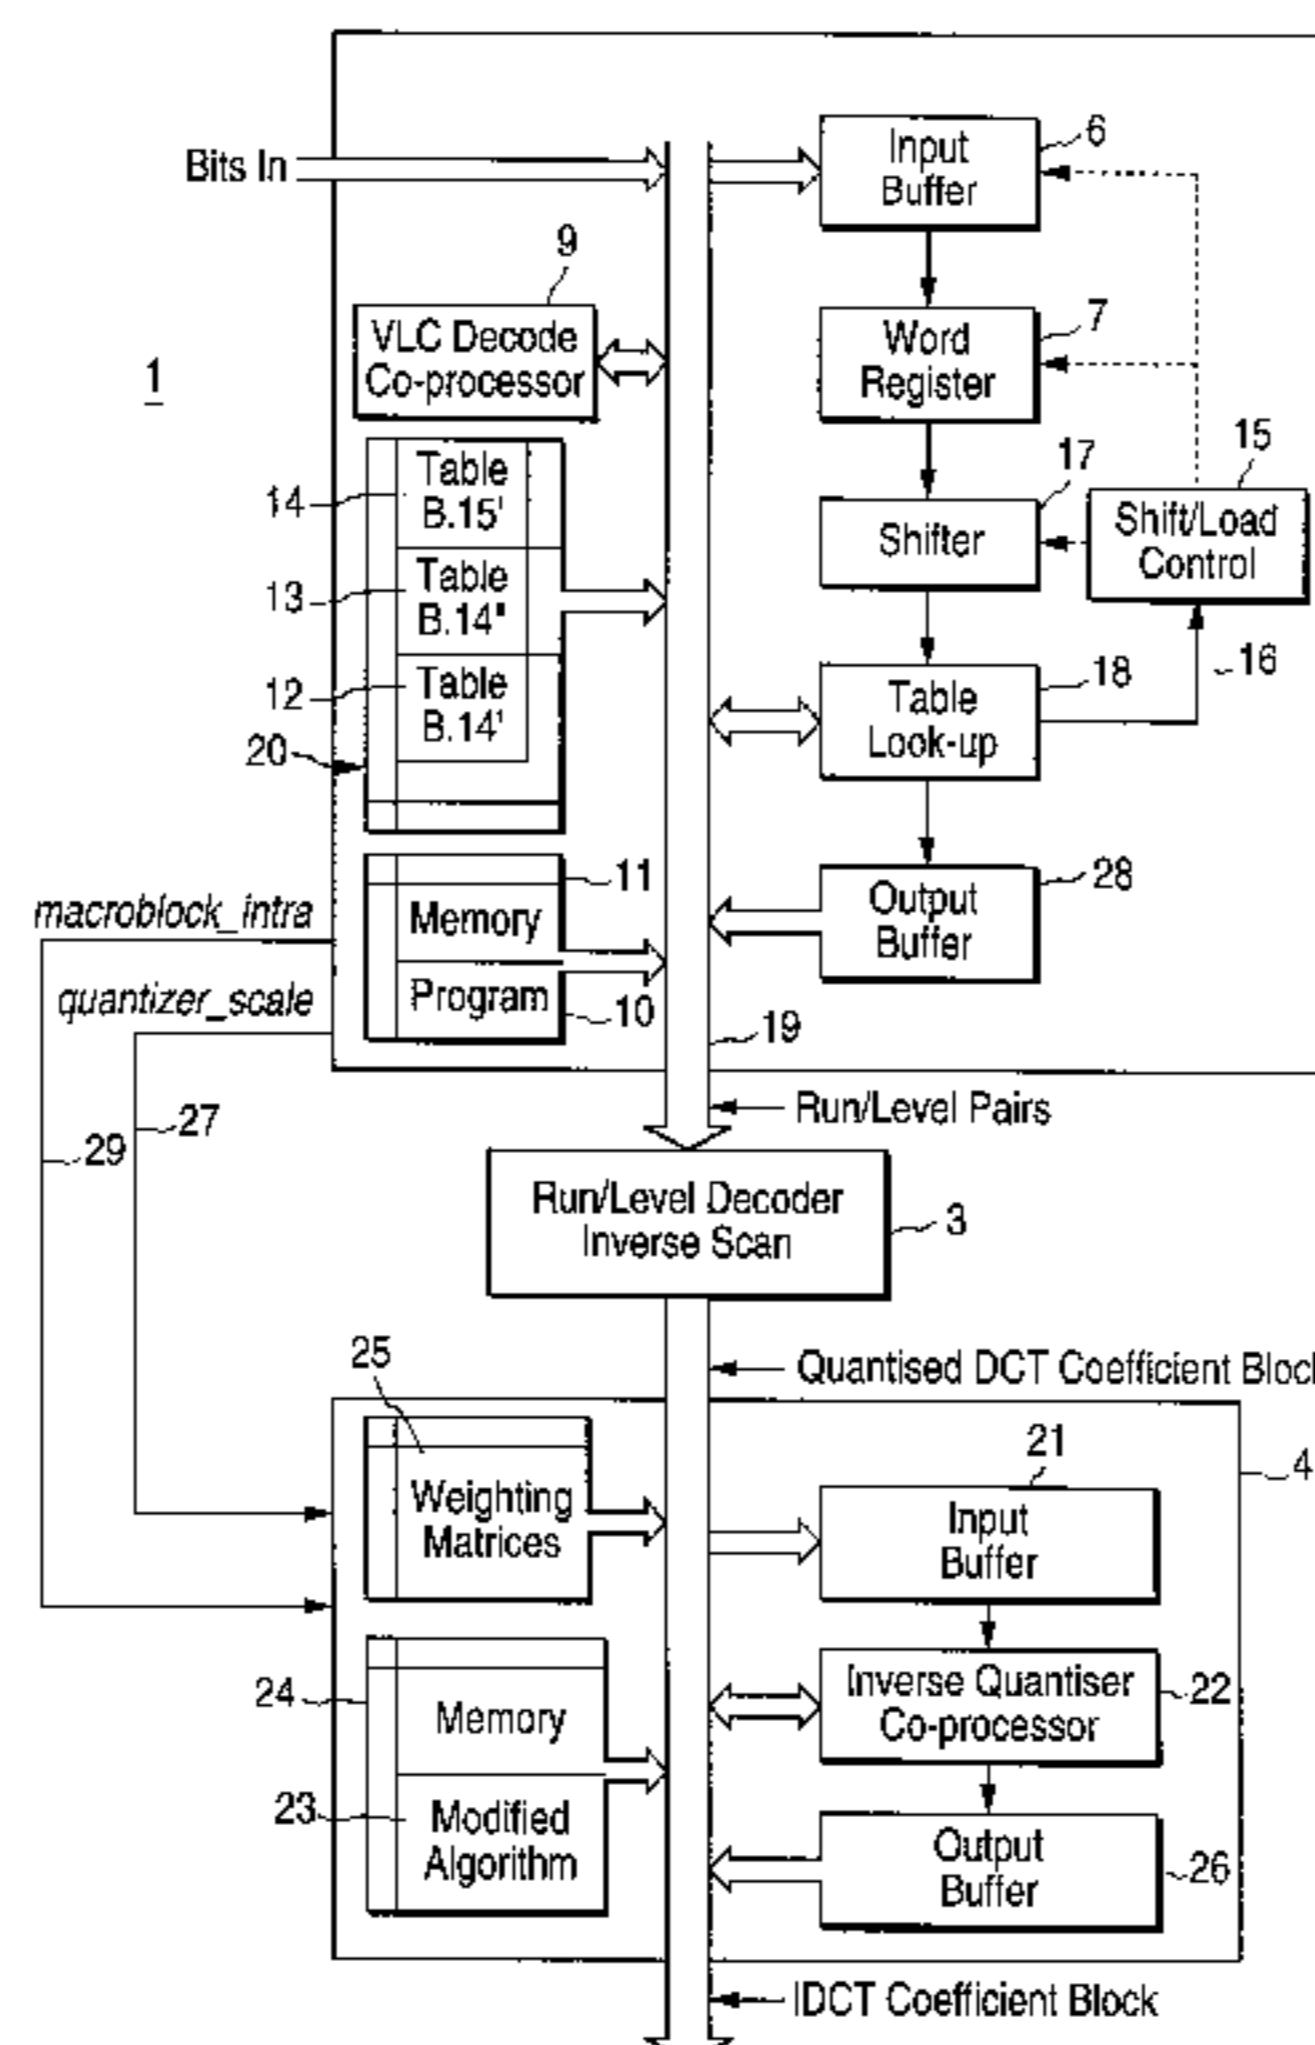 Bits In
Input
Buffer
6
9
VLC Decode
Co-processor
Word
Register
7
1
15
17
Table
B.15'
14
Shifter
Shift/Load
Control
Table
B.14"
13
16
18
Table
B.14'
12
Table
Look-up
20
11
28
macroblock_intra
Memory
Output
Buffer
quantizer_scale
Program
10
19
27
29
Run/Level Pairs
Run/Level Decoder
Inverse Scan
3
25
Quantised DCT Coefficient
21
4
Weighting
Matrices
Input
Buffer
24
Memory
Inverse Quantiser
Co-processor
22
23
Modified
Algorithm
Output
Buffer
26
IDCT Coefficient Block